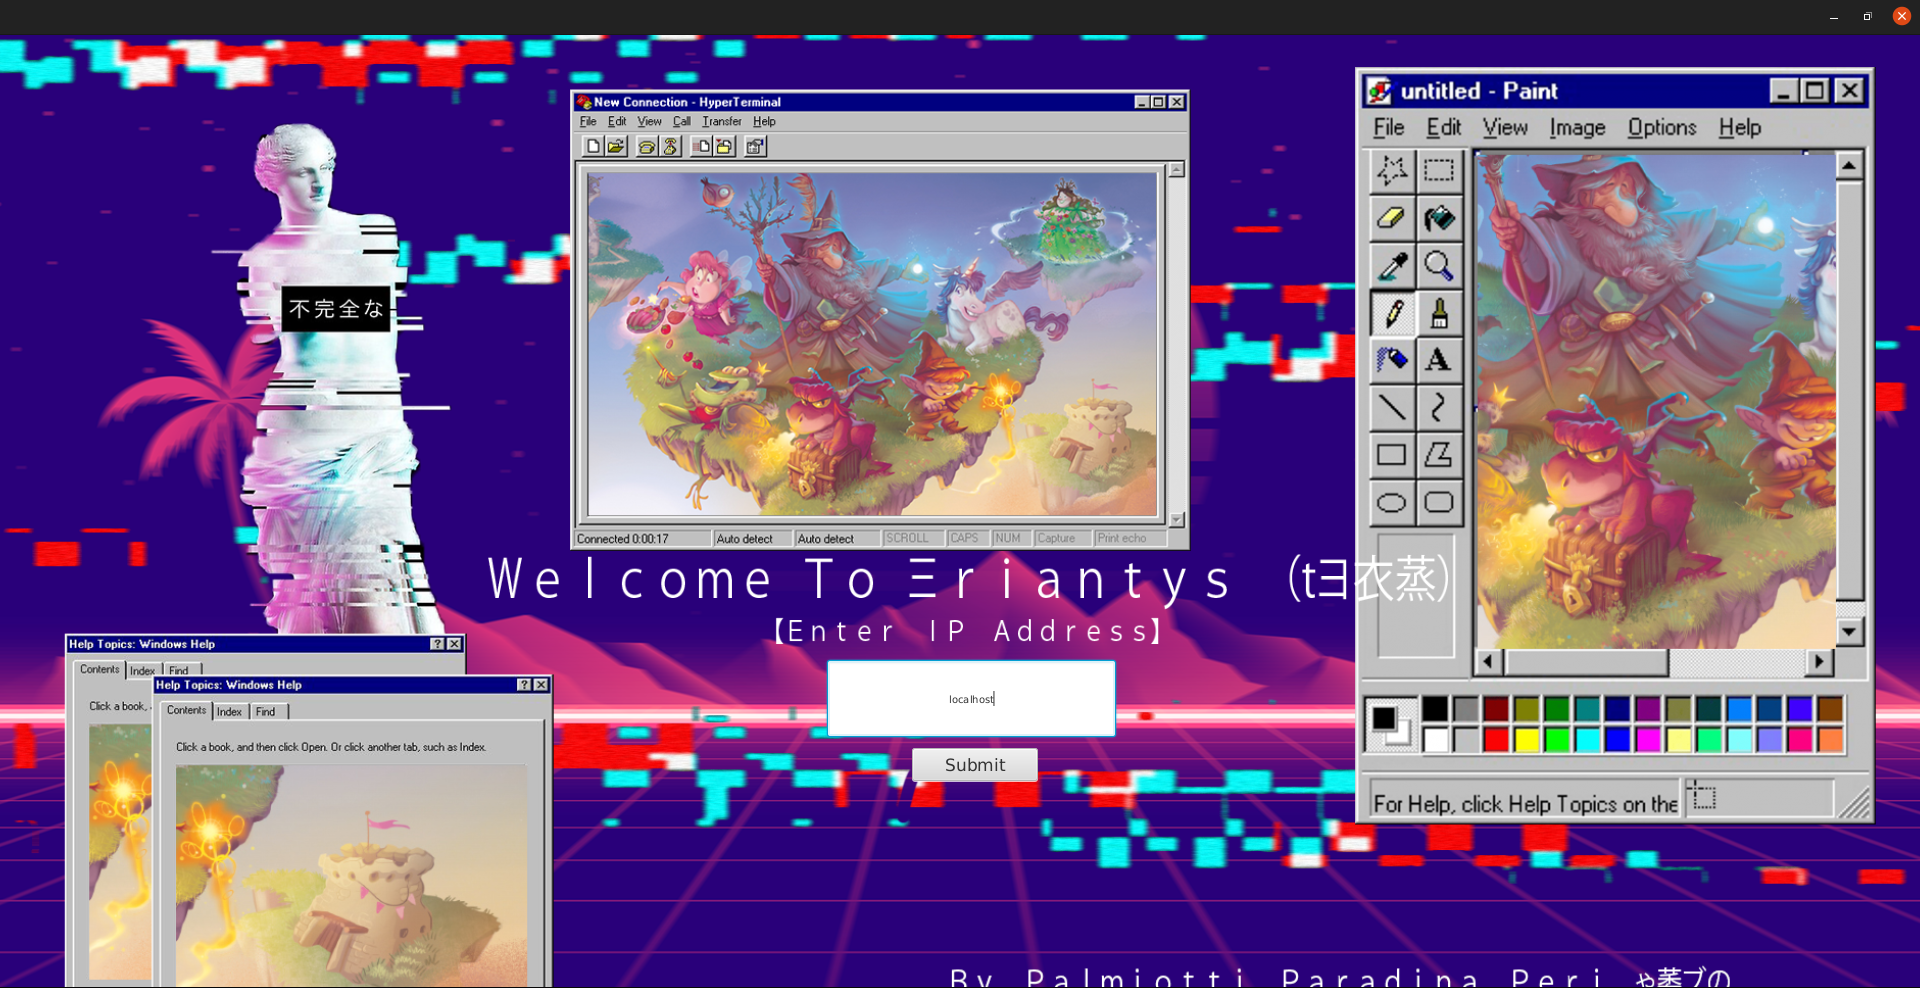 New Connection - HyperTerminal
File Edit View Call Transfer Help
Connected 0:00:17 Auto detect Auto detect SCROLL CAPS NUM Capture Print echo
untitled - Paint
File Edit View Image Options Help
A
For Help, click Help Topics on the
不完全な
Welcome To Ξriantys (tヨ衣蒸)
【Enter IP Address】
localhost
Submit
Help Topics: Windows Help
Contents Index Find
Click a book,
Help Topics: Windows Help
Contents Index Find
Click a book, and then click Open. Or click another tab, such as Index.
By Palmiotti Paradina Peri ゃ蒸ブの